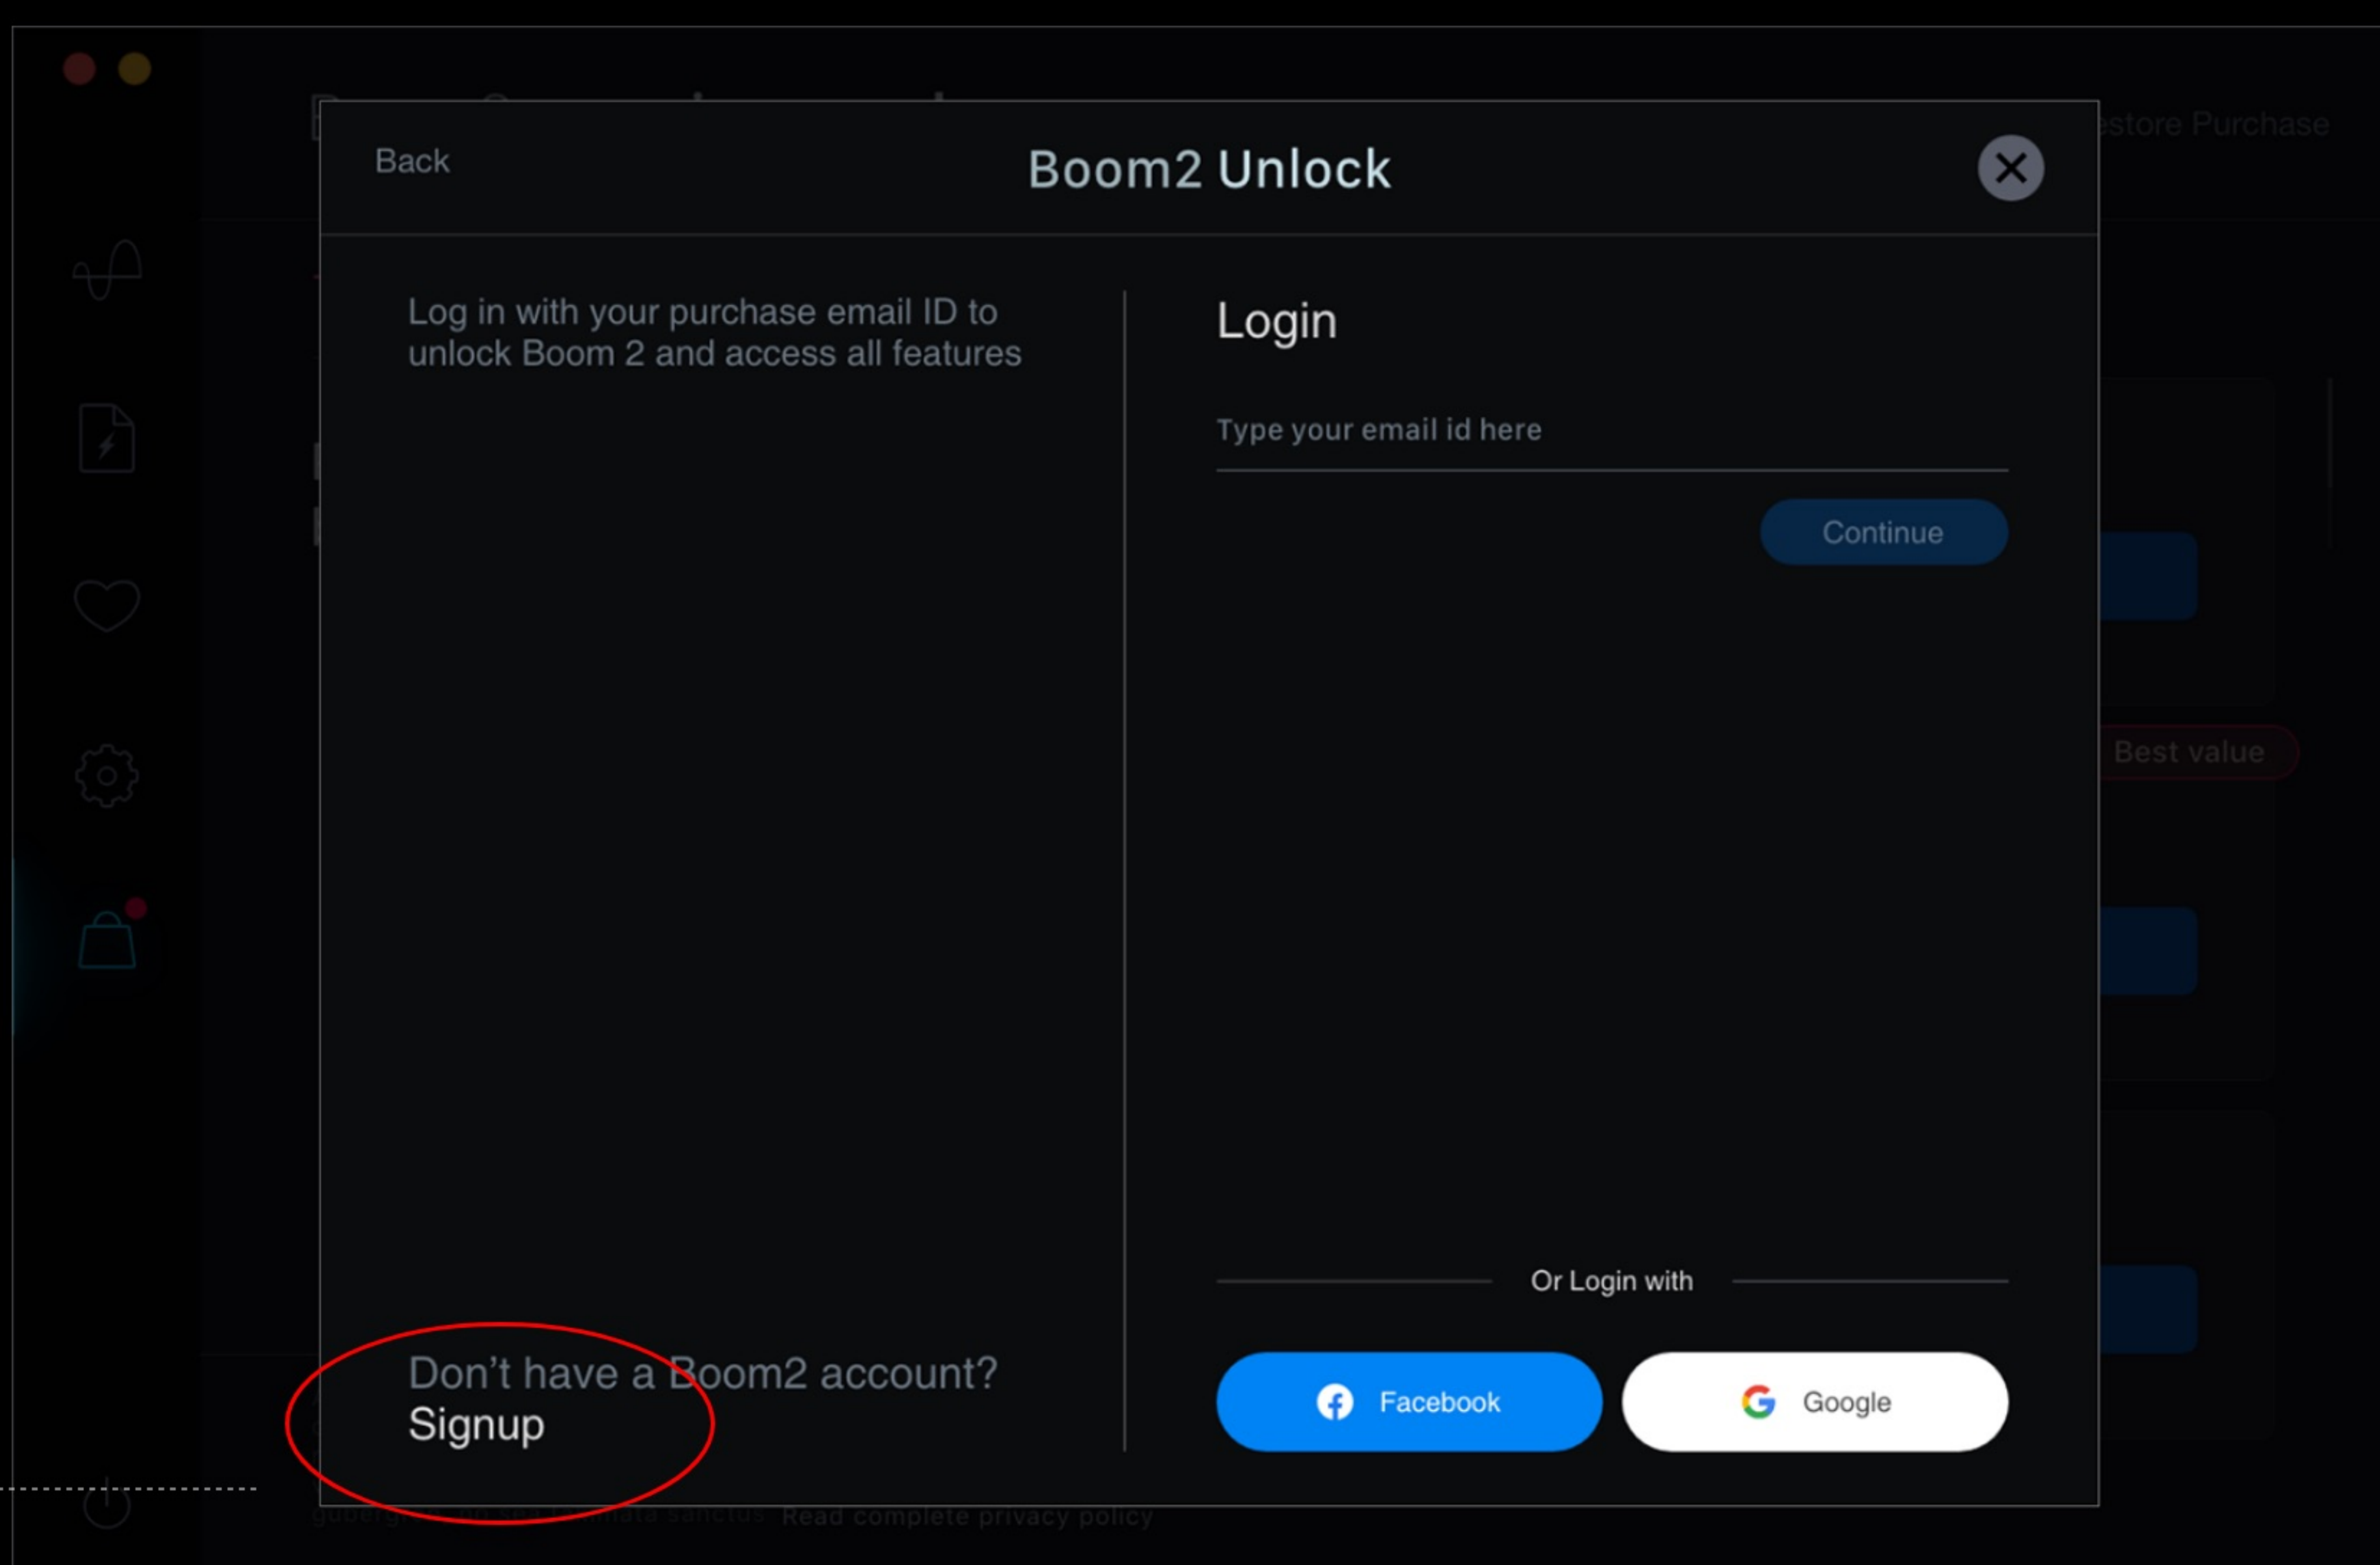 Restore Purchase
Back
Boom2 Unlock
Log in with your purchase email ID to
unlock Boom 2 and access all features
Login
Type your email id here
Continue
Best value
Or Login with
Don't have a Boom2 account?
Signup
Facebook
Google
sanctus Read complete privacy policy